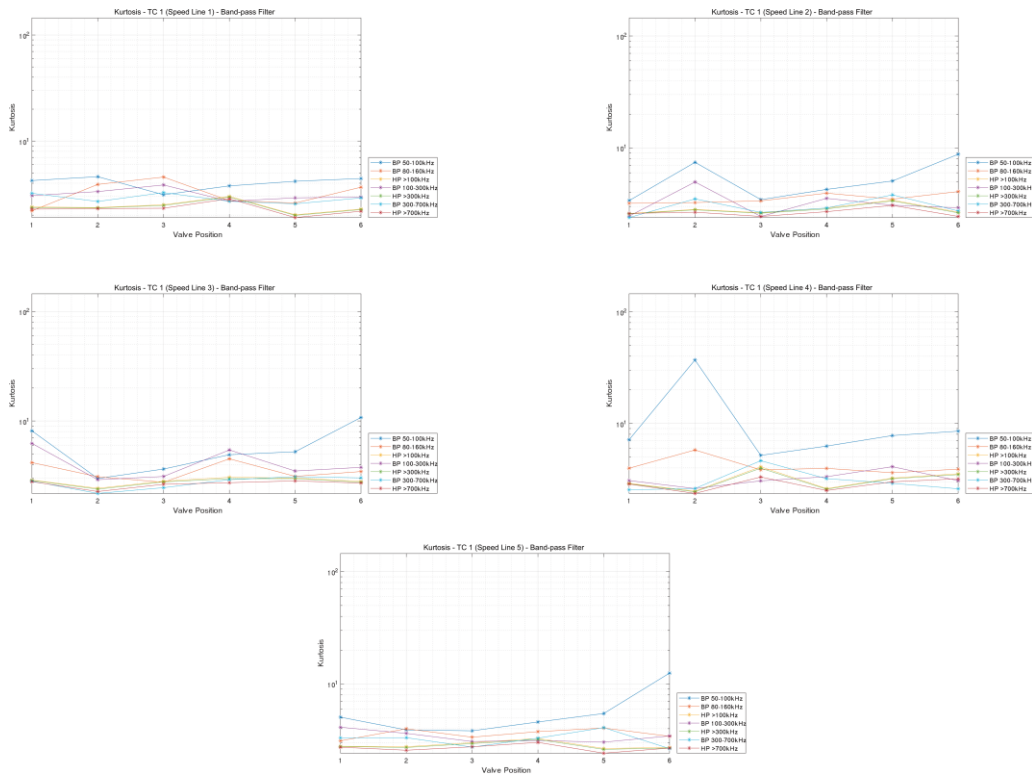 Kurtosis - TC 1 (Speed Line 1) - Band-pass Filter
10²
10¹
Kurtosis
1 2 3 4 5 6
Valve Position
BP 50-100kHz
BP 80-160kHz
HP >100kHz
BP 100-300kHz
HP >300kHz
BP 300-700kHz
HP >700kHz
Kurtosis - TC 1 (Speed Line 2) - Band-pass Filter
10²
10¹
Kurtosis
1 2 3 4 5 6
Valve Position
BP 50-100kHz
BP 80-160kHz
HP >100kHz
BP 100-300kHz
HP >300kHz
BP 300-700kHz
HP >700kHz
Kurtosis - TC 1 (Speed Line 3) - Band-pass Filter
10²
10¹
Kurtosis
1 2 3 4 5 6
Valve Position
BP 50-100kHz
BP 80-160kHz
HP >100kHz
BP 100-300kHz
HP >300kHz
BP 300-700kHz
HP >700kHz
Kurtosis - TC 1 (Speed Line 4) - Band-pass Filter
10²
10¹
Kurtosis
1 2 3 4 5 6
Valve Position
BP 50-100kHz
BP 80-160kHz
HP >100kHz
BP 100-300kHz
HP >300kHz
BP 300-700kHz
HP >700kHz
Kurtosis - TC 1 (Speed Line 5) - Band-pass Filter
10²
10¹
Kurtosis
1 2 3 4 5 6
Valve Position
BP 50-100kHz
BP 80-160kHz
HP >100kHz
BP 100-300kHz
HP >300kHz
BP 300-700kHz
HP >700kHz